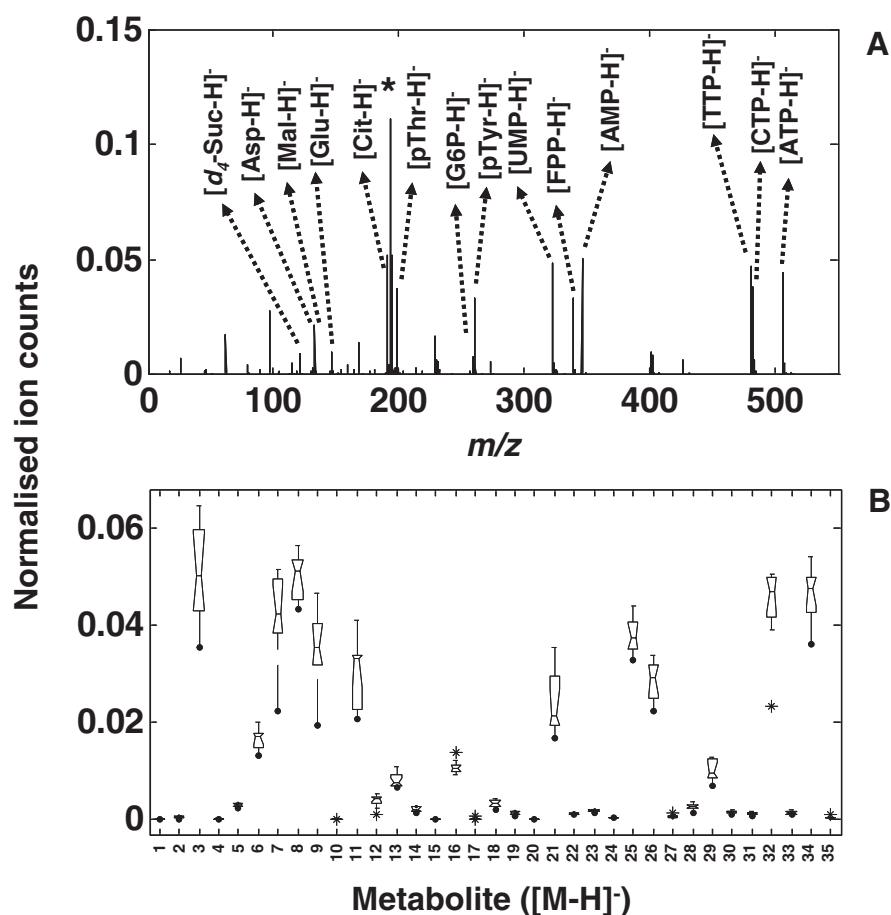 A
0.15
0.1
0.05
0
[d4-Suc-H]-
[Asp-H]-
[Mal-H]-
[Glu-H]-
[Cit-H]-
*
[pThr-H]-
[G6P-H]-
[pTyr-H]-
[UMP-H]-
[FPP-H]-
[AMP-H]-
[TTP-H]-
[CTP-H]-
[ATP-H]-
0 100 200 300 400 500
m/z
Normalised ion counts
B
0.06
0.04
0.02
0
1 2 3 4 5 6 7 8 9 10 11 12 13 14 15 16 17 18 19 20 21 22 23 24 25 26 27 28 29 30 31 32 33 34 35
Metabolite ([M-H]-)